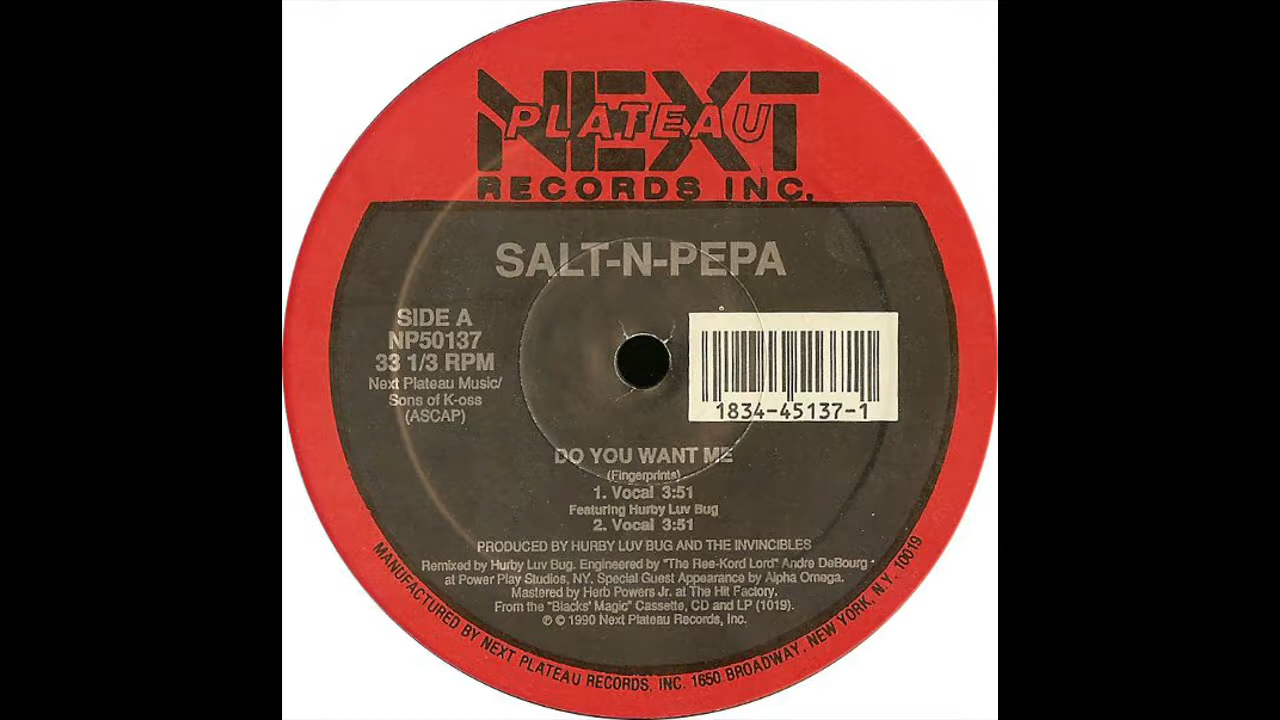 NEXT
PLATEAU
RECORDS INC.
SALT-N-PEPA
SIDE A
NP50137
33 1/3 RPM
Next Plateau Music/
Sons of K-oss
(ASCAP)
1834-45137-1
DO YOU WANT ME
(Fingerprints)
1. Vocal 3:51
Featuring Hurby Luv Bug
2. Vocal 3:51
PRODUCED BY HURBY LUV BUG AND THE INVINCIBLES
Remixed by Hurby Luv Bug. Engineered by "The Ree-Kord Lord" Andre DeBourg
at Power Play Studios, NY. Special Guest Appearance by Alpha Omega.
Mastered by Herb Powers Jr. at The Hit Factory.
From the "Blacks' Magic" Cassette, CD and LP (1019).
℗ © 1990 Next Plateau Records, Inc.
MANUFACTURED BY NEXT PLATEAU RECORDS, INC. 1650 BROADWAY, NEW YORK, N.Y. 10019